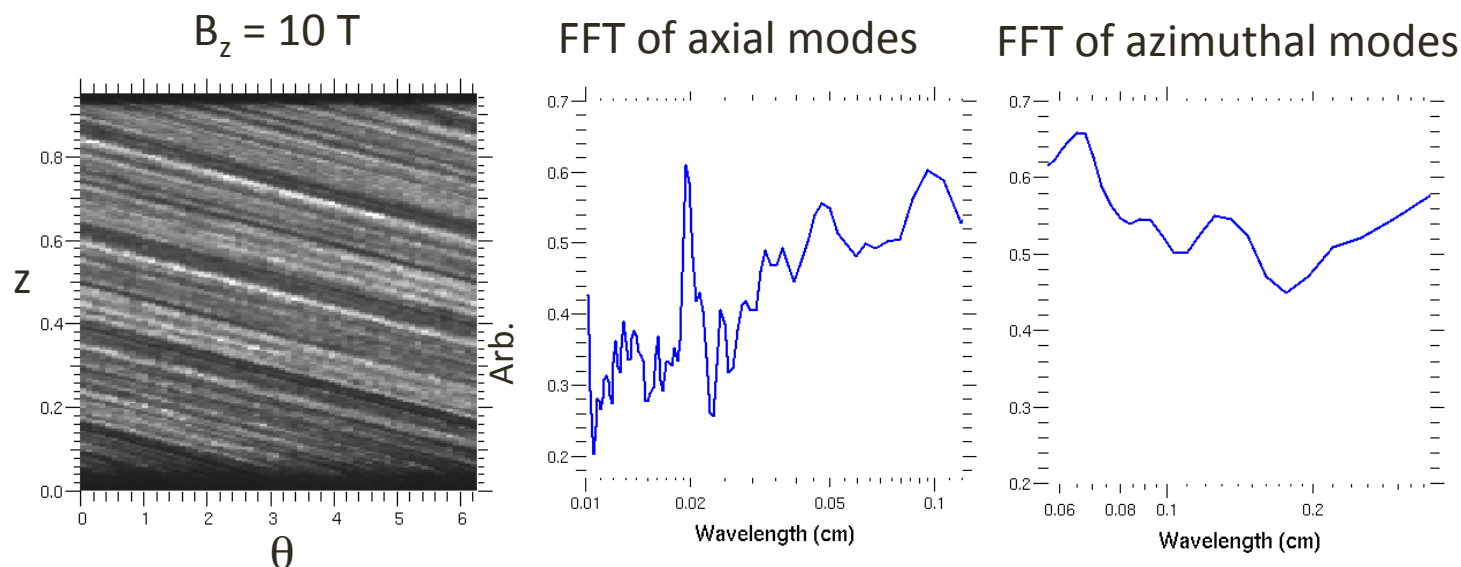 B_z = 10 T
FFT of axial modes
FFT of azimuthal modes
z
0.8
0.6
0.4
0.2
0.0
0 1 2 3 4 5 6
θ
Arb.
0.7
0.6
0.5
0.4
0.3
0.2
0.01 0.02 0.05 0.1
Wavelength (cm)
0.7
0.6
0.5
0.4
0.3
0.2
0.06 0.08 0.1 0.2
Wavelength (cm)